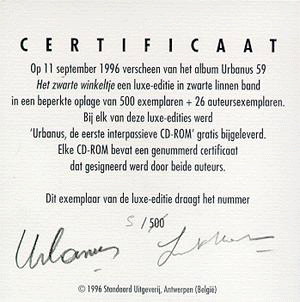 CERTIFICAAT
Op 11 september 1996 verscheen van het album Urbanus 59
Het zwarte winkeltje een luxe-editie in zwarte linnen band
in een beperkte oplage van 500 exemplaren + 26 auteursexemplaren.
Bij elk van deze luxe-edities werd
'Urbanus, de eerste interpassieve CD-ROM' gratis bijgeleverd.
Elke CD-ROM bevat een genummerd certificaat
dat gesigneerd werd door beide auteurs.
Dit exemplaar van de luxe-editie draagt het nummer
5 /500
Urbanus
© 1996 Standaard Uitgeverij, Antwerpen (België)